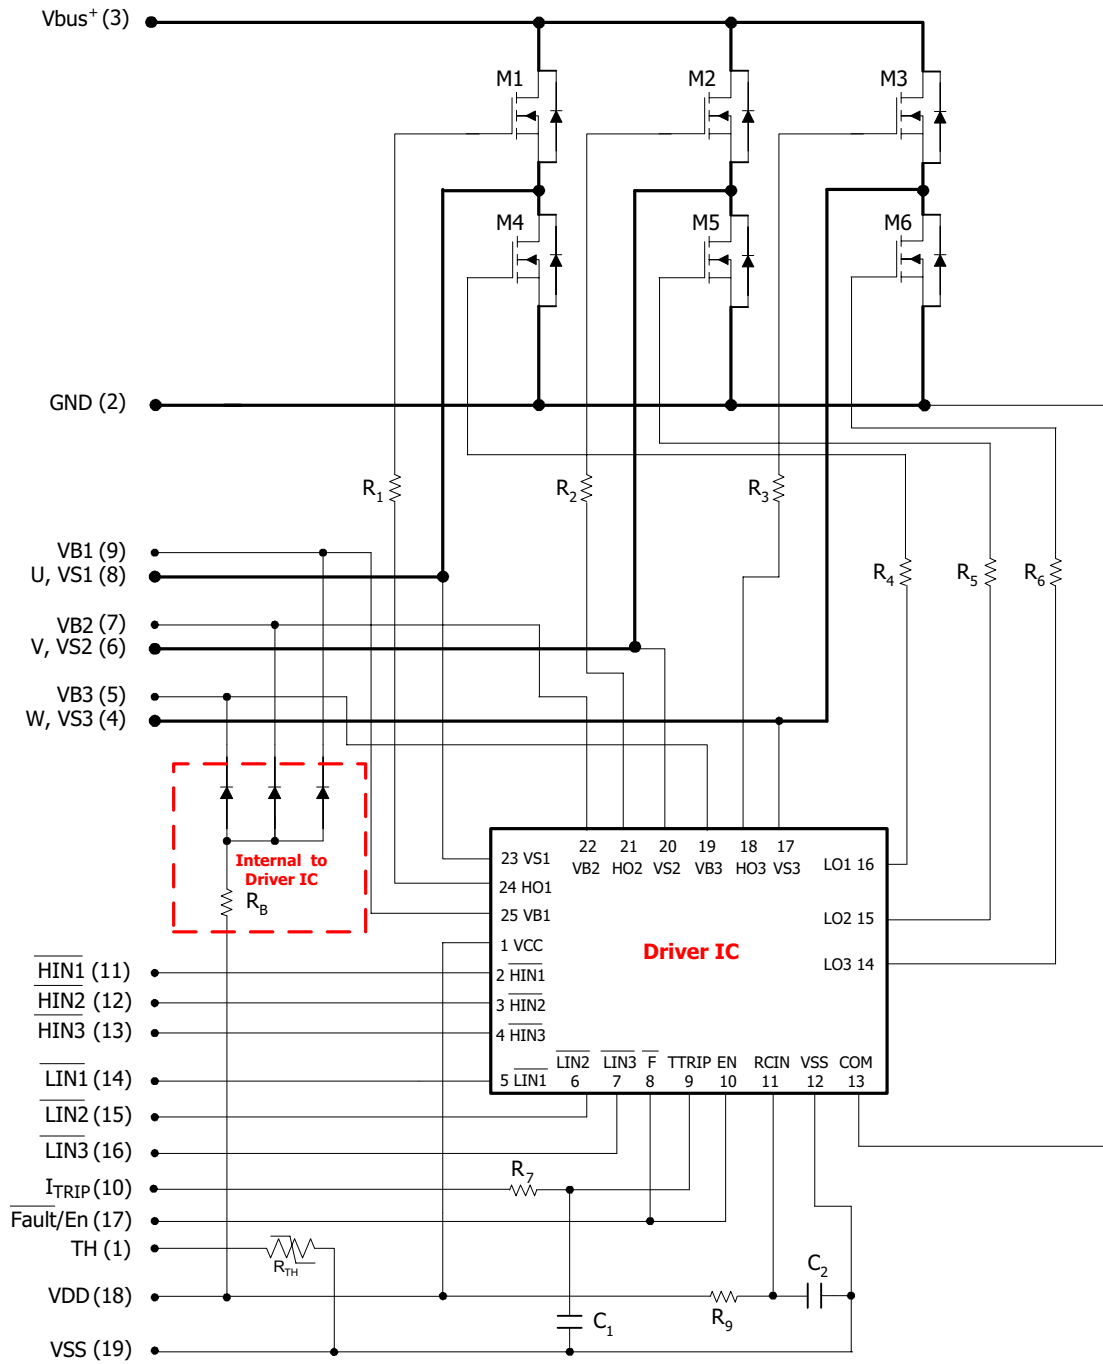 Vbus+ (3)
M1
M2
M3
M4
M5
M6
GND (2)
R1
R2
R3
VB1 (9)
U, VS1 (8)
R4
R5
R6
VB2 (7)
V, VS2 (6)
VB3 (5)
W, VS3 (4)
22 21 20 19 18 17
VB2 HO2 VS2 VB3 HO3 VS3
23 VS1
LO1 16
Internal to
Driver IC
24 HO1
RB
25 VB1
LO2 15
1 VCC
Driver IC
LO3 14
HIN1 (11)
2 HIN1
HIN2 (12)
3 HIN2
HIN3 (13)
4 HIN3
LIN1 (14)
5 LIN1
LIN2 LIN3 F TTRIP EN RCIN VSS COM
6 7 8 9 10 11 12 13
LIN2 (15)
LIN3 (16)
R7
ITRIP (10)
Fault/En (17)
TH (1)
RTH
C2
VDD (18)
R9
C1
VSS (19)